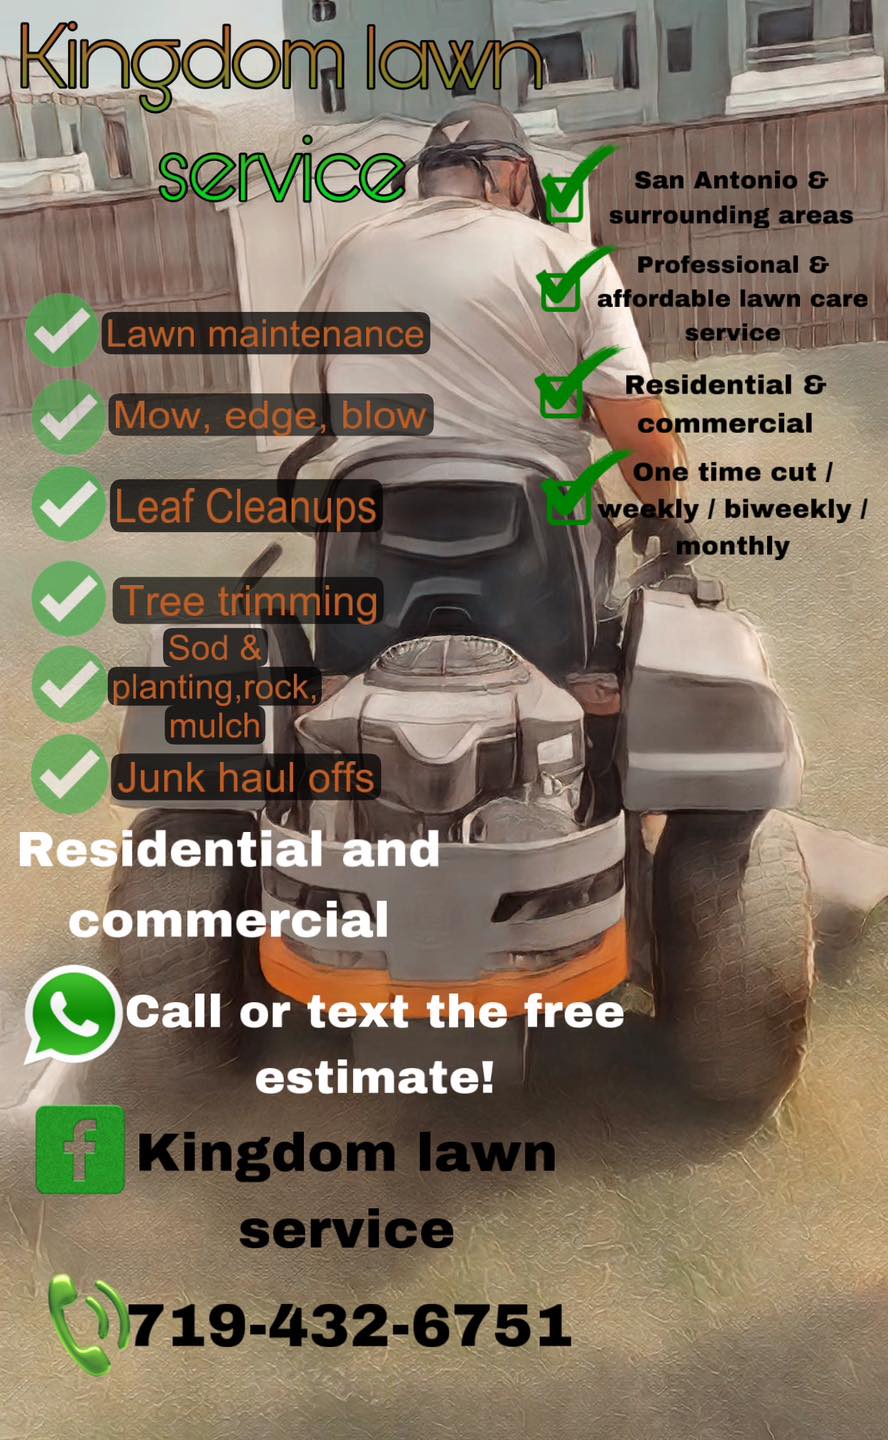 Kingdom lawn
service
San Antonio &
surrounding areas
Professional &
affordable lawn care
service
Residential &
commercial
One time cut /
weekly / biweekly /
monthly
Lawn maintenance
Mow, edge, blow
Leaf Cleanups
Tree trimming
Sod &
planting,rock,
mulch
Junk haul offs
Residential and
commercial
Call or text the free
estimate!
f Kingdom lawn
service
719-432-6751